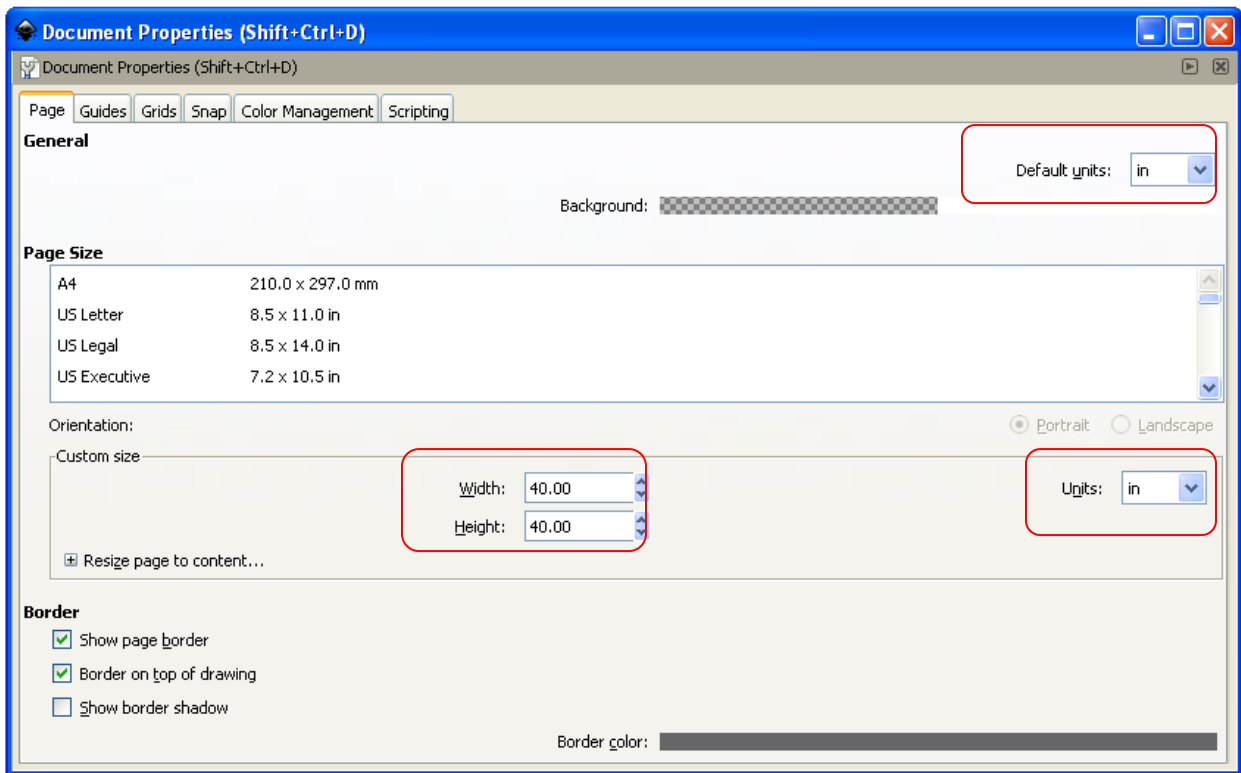 Document Properties (Shift+Ctrl+D)
Document Properties (Shift+Ctrl+D)
Page Guides Grids Snap Color Management Scripting
General
Default units: in
Background:
Page Size
A4 210.0 x 297.0 mm
US Letter 8.5 x 11.0 in
US Legal 8.5 x 14.0 in
US Executive 7.2 x 10.5 in
Orientation: Portrait Landscape
Custom size
Width: 40.00 Units: in
Height: 40.00
Resize page to content...
Border
Show page border
Border on top of drawing
Show border shadow
Border color: